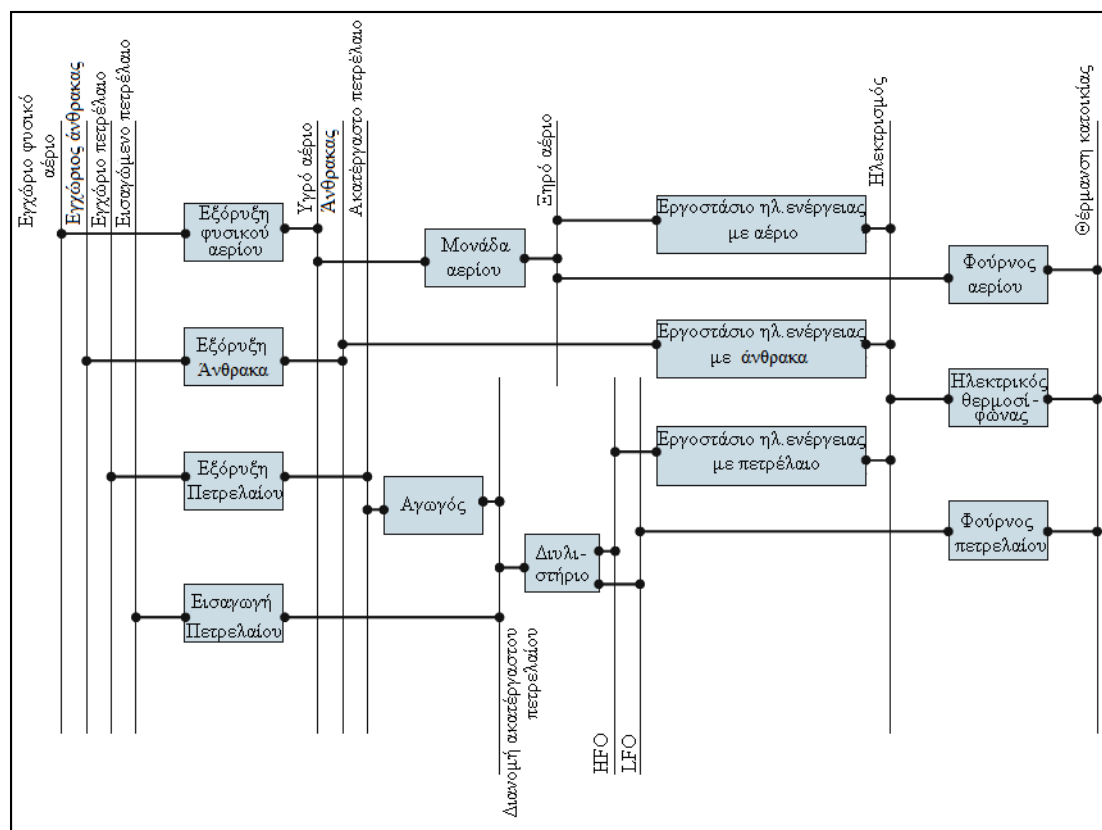 Εγχώριο φυσικό
αέριο
Εγχώριος άνθρακας
Εγχώριο πετρέλαιο
Εισαγώμενο πετρέλαιο
Υγρό αέριο
Άνθρακας
Ακατέργαστο πετρέλαιο
Ξηρό αέριο
Ηλεκτρισμός
Θέρμανση κατοικίας
Εξόρυξη
φυσικού
αερίου
Μονάδα
αερίου
Εργοστάσιο ηλ.ενέργειας
με αέριο
Φούρνος
αερίου
Εξόρυξη
Άνθρακα
Εργοστάσιο ηλ.ενέργειας
με άνθρακα
Ηλεκτρικός
θερμοσί-
φώνας
Εξόρυξη
Πετρελαίου
Αγωγός
Εργοστάσιο ηλ.ενέργειας
με πετρέλαιο
Διυλι-
στήριο
Φούρνος
πετρελαίου
Εισαγωγή
Πετρελαίου
Διανομή ακατέργαστου
πετρελαίου
HFO
LFO